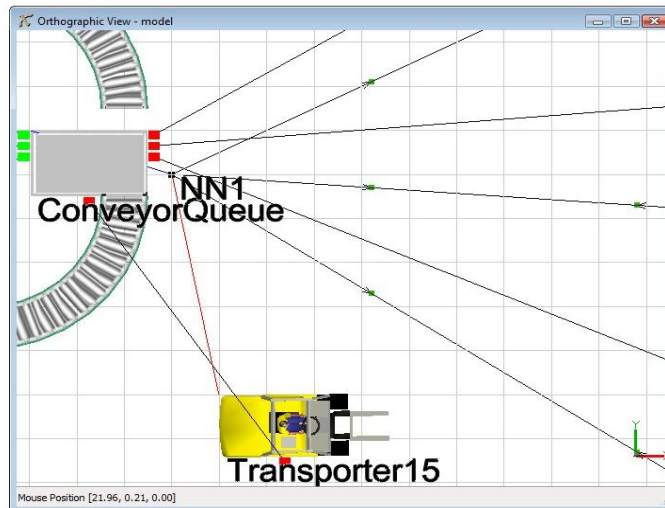 Orthographic View - model
NN1
ConveyorQueue
Transporter15
Mouse Position [21.96, 0.21, 0.00]